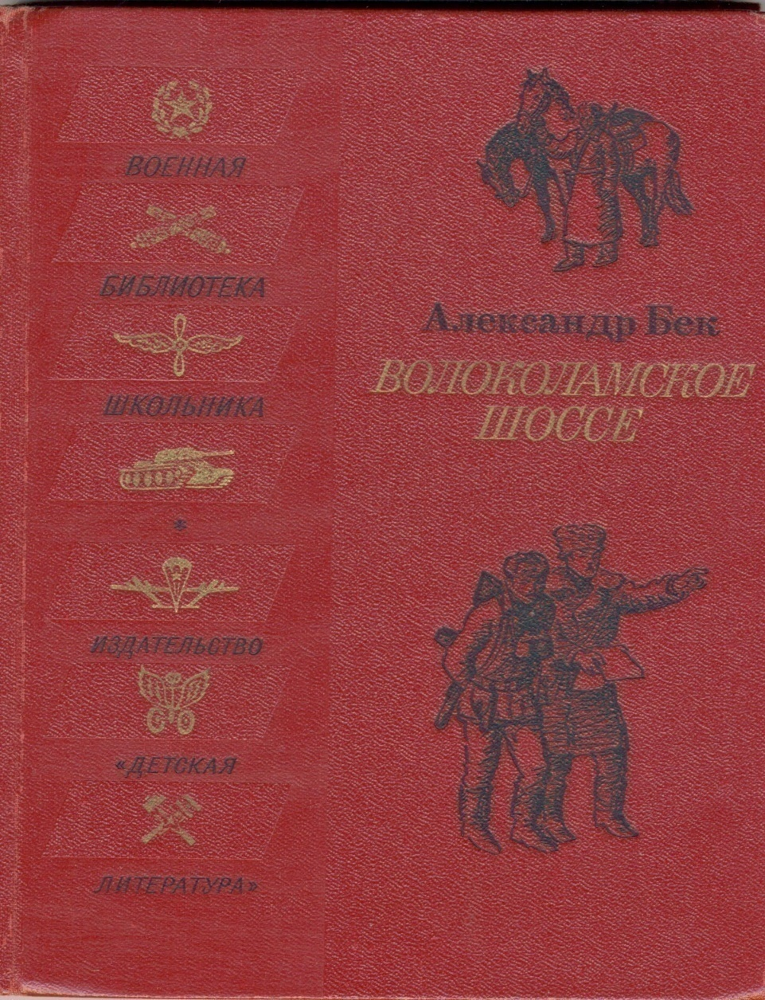 ВОЕННАЯ
БИБЛИОТЕКА
ШКОЛЬНИКА
*
ИЗДАТЕЛЬСТВО
«ДЕТСКАЯ
ЛИТЕРАТУРА»
Александр Бек
ВОЛОКОЛАМСКОЕ
ШОССЕ